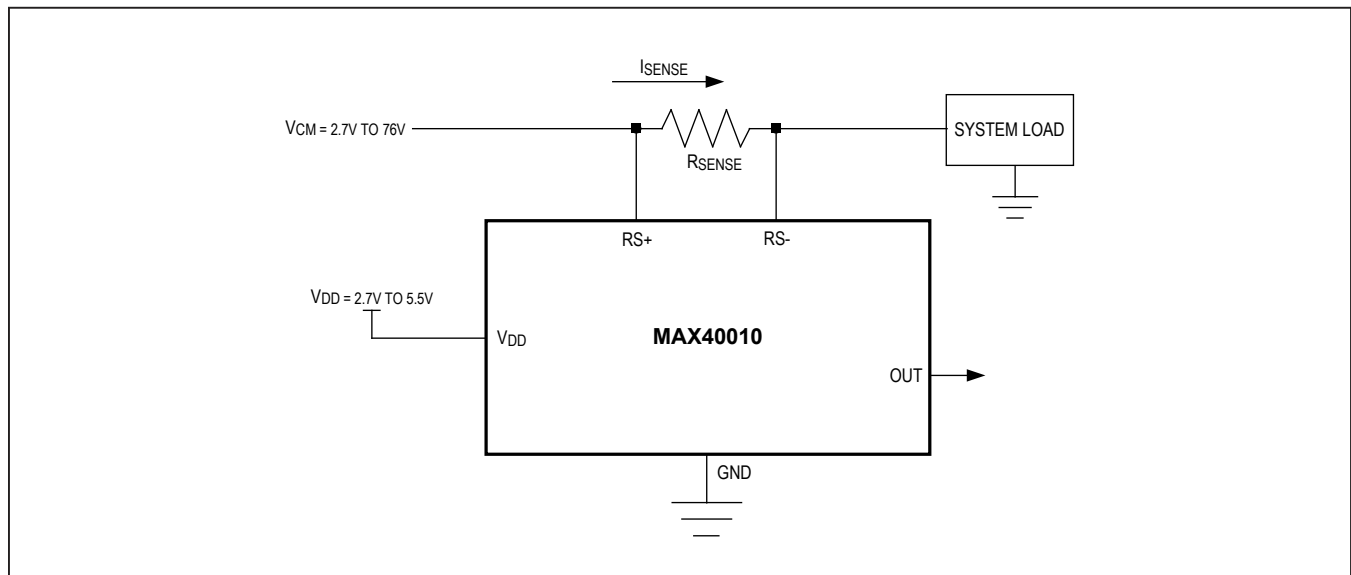 ISENSE
VCM = 2.7V TO 76V
SYSTEM LOAD
RSENSE
RS+ RS-
VDD = 2.7V TO 5.5V
VDD
MAX40010
OUT
GND